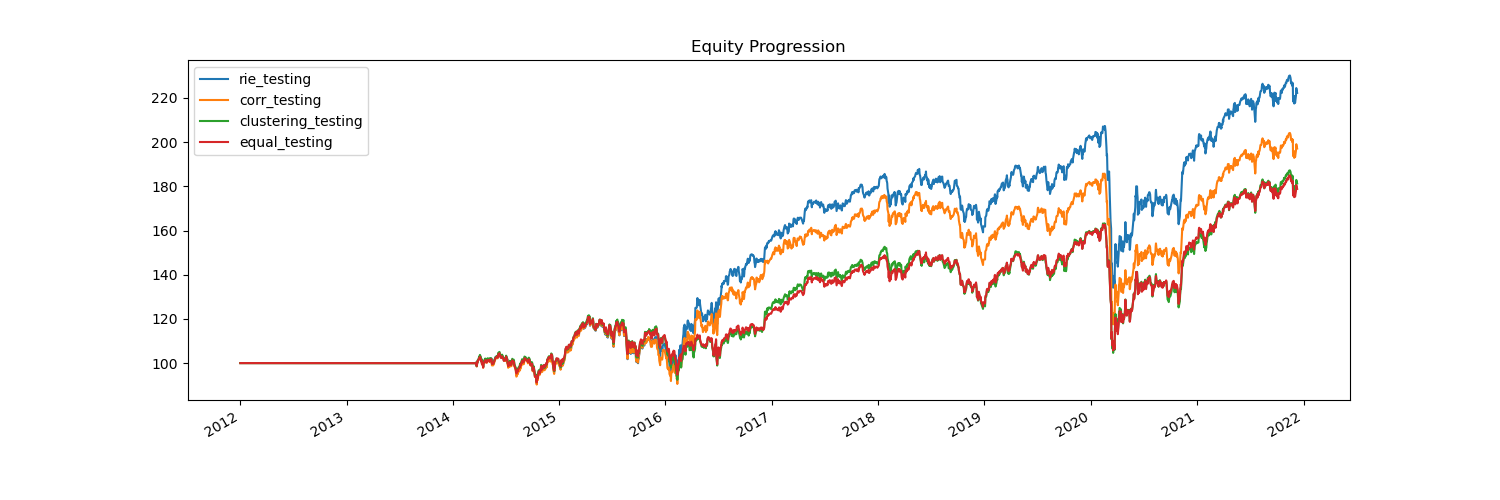 Equity Progression
rie_testing
corr_testing
clustering_testing
equal_testing
220
200
180
160
140
120
100
2012 2013 2014 2015 2016 2017 2018 2019 2020 2021 2022